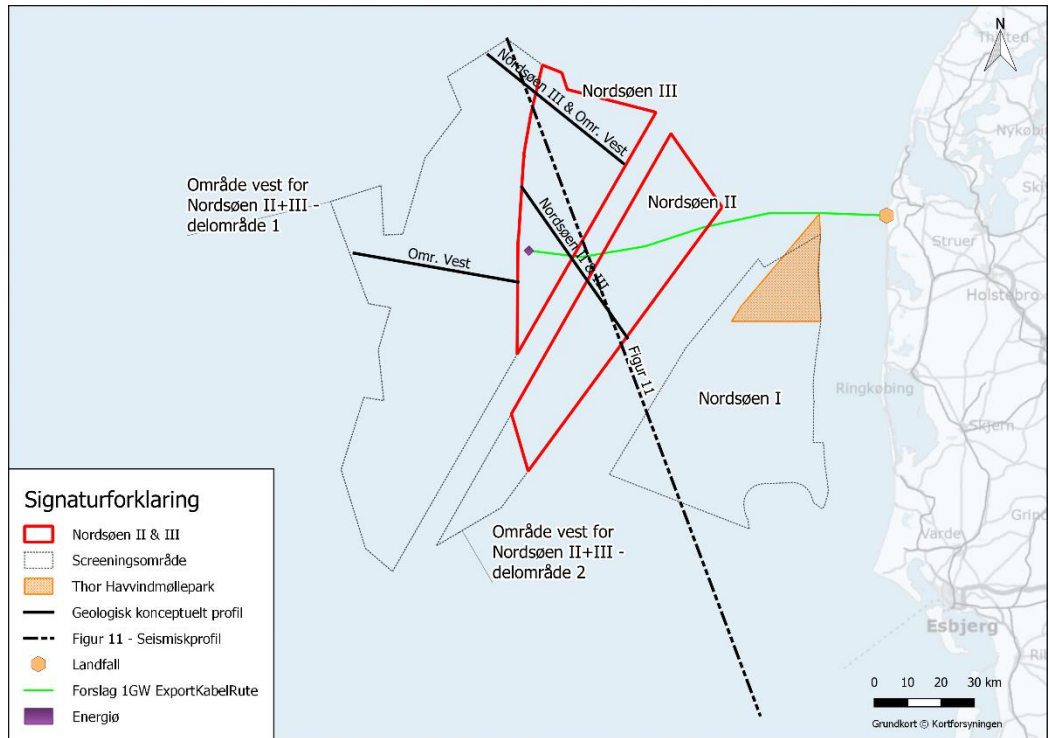 Thisted
N
Nordsøen III & Omr. Vest
Nordsøen III
Nykøbing
Område vest for
Nordsøen II+III -
delområde 1
Nordsøen II
Struer
Omr. Vest
Nordsøen II & III
Holstebro
Figur 11
Ringkøbing
Nordsøen I
Skjern
Område vest for
Nordsøen II+III -
delområde 2
Varde
Esbjerg
Signaturforklaring
Nordsøen II & III
Screeningsområde
Thor Havvindmøllepark
Geologisk konceptuelt profil
Figur 11 - Seismiskprofil
Landfall
Forslag 1GW ExportKabelRute
Energiø
0 10 20 30 km
Grundkort © Kortforsyningen